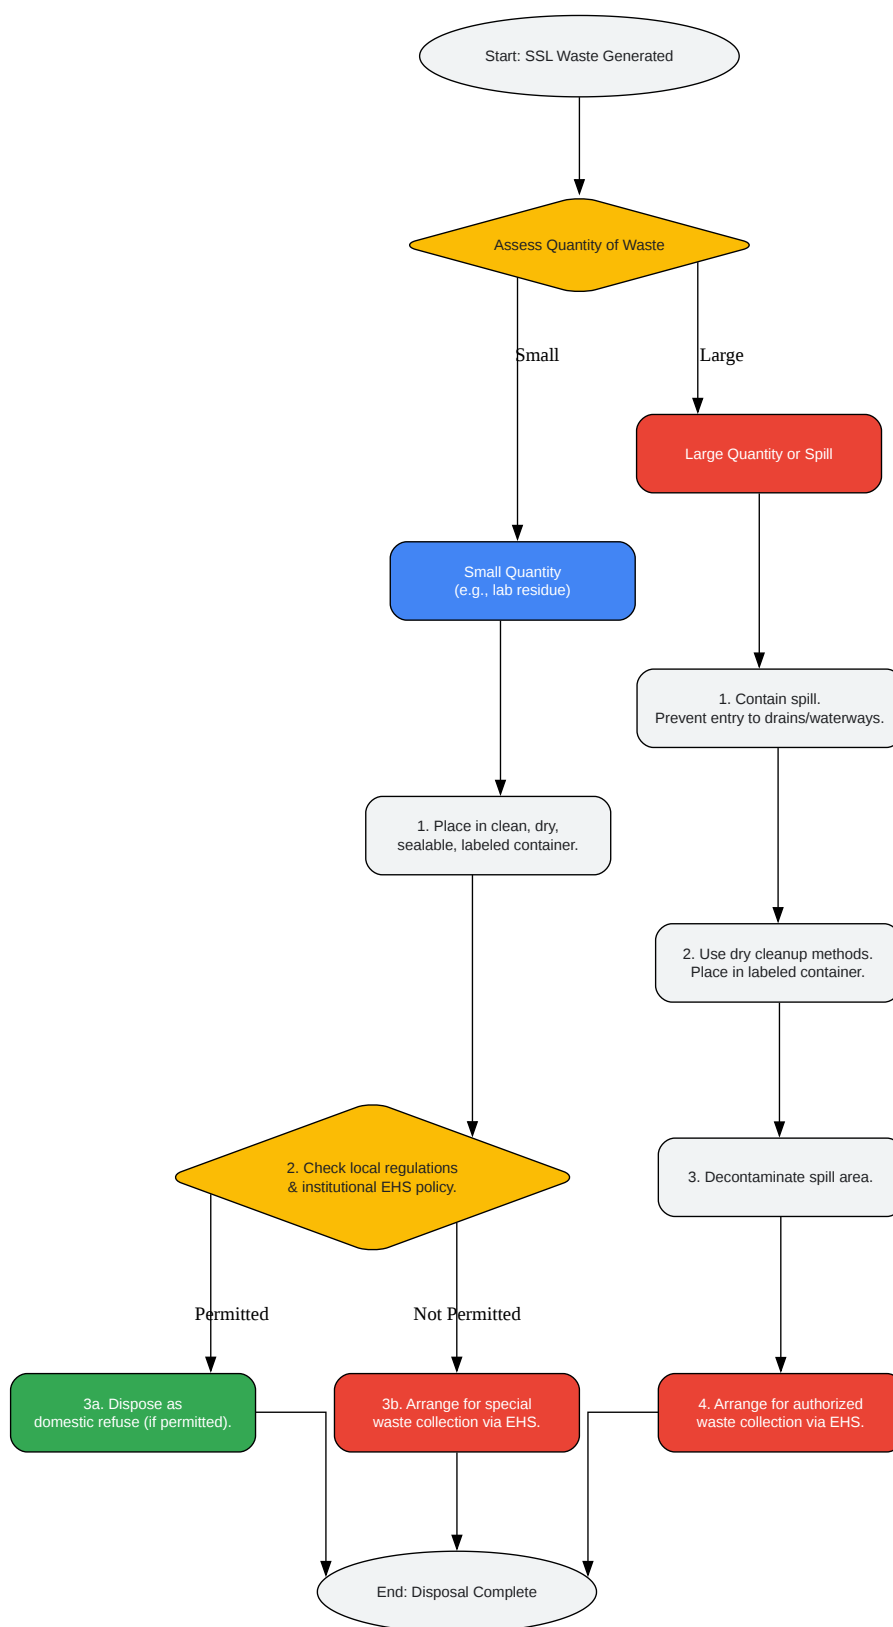 Start: SSL Waste Generated
Assess Quantity of Waste
Small
Large
Large Quantity or Spill
Small Quantity
(e.g., lab residue)
1. Contain spill.
Prevent entry to drains/waterways.
1. Place in clean, dry,
sealable, labeled container.
2. Use dry cleanup methods.
Place in labeled container.
2. Check local regulations
& institutional EHS policy.
3. Decontaminate spill area.
Permitted
Not Permitted
3a. Dispose as
domestic refuse (if permitted).
3b. Arrange for special
waste collection via EHS.
4. Arrange for authorized
waste collection via EHS.
End: Disposal Complete